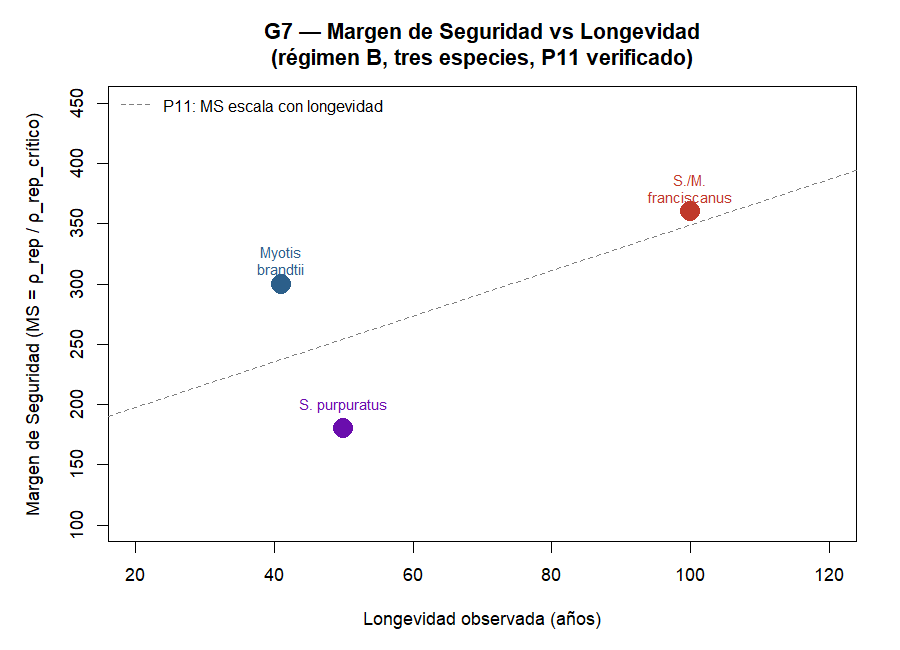 G7 — Margen de Seguridad vs Longevidad
(régimen B, tres especies, P11 verificado)
P11: MS escala con longevidad
Margen de Seguridad (MS = ρ_rep / ρ_rep_crítico)
450
400
350
300
250
200
150
100
S./M.
franciscanus
Myotis
brandtii
S. purpuratus
20
40
60
80
100
120
Longevidad observada (años)